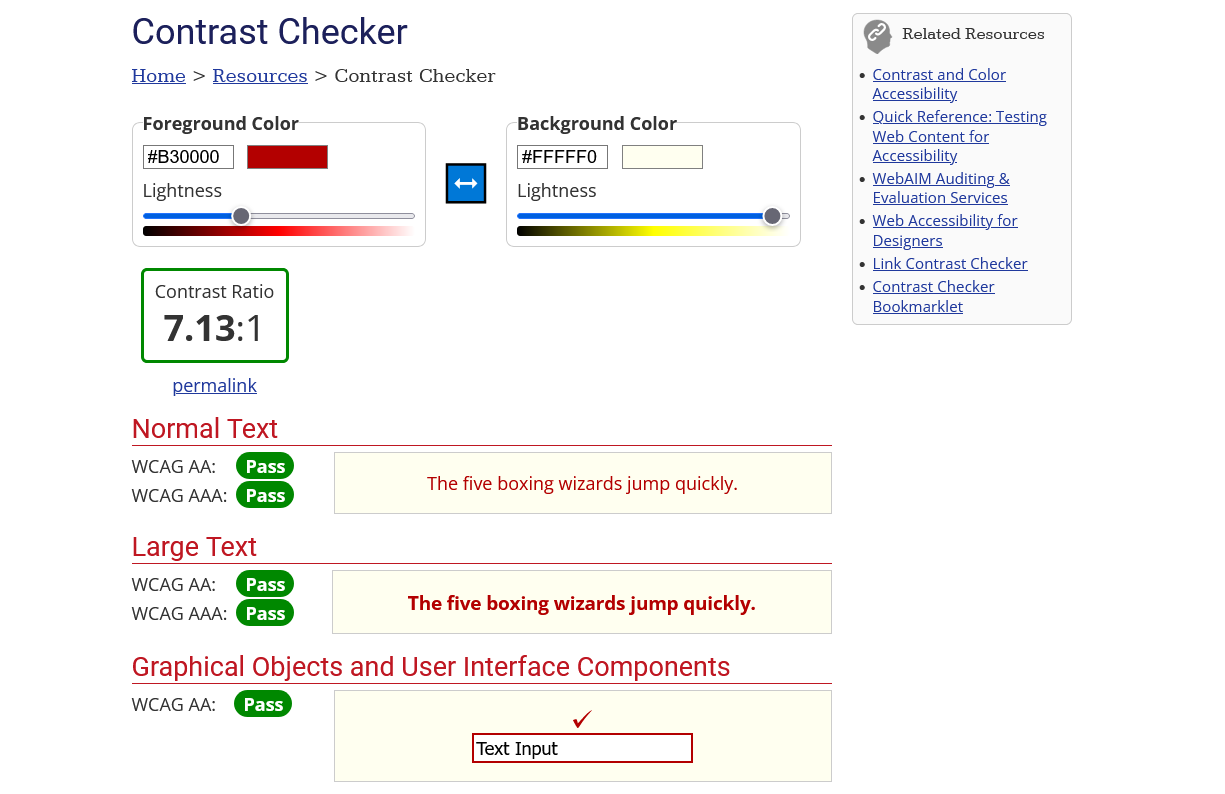 Contrast Checker
Home > Resources > Contrast Checker
Foreground Color
#B30000
Lightness
Background Color
#FFFFF0
Lightness
Contrast Ratio
7.13:1
permalink
Normal Text
WCAG AA: Pass
WCAG AAA: Pass
The five boxing wizards jump quickly.
Large Text
WCAG AA: Pass
WCAG AAA: Pass
The five boxing wizards jump quickly.
Graphical Objects and User Interface Components
WCAG AA: Pass
✓
Text Input
Related Resources
• Contrast and Color
Accessibility
• Quick Reference: Testing
Web Content for
Accessibility
• WebAIM Auditing &
Evaluation Services
• Web Accessibility for
Designers
• Link Contrast Checker
• Contrast Checker
Bookmarklet